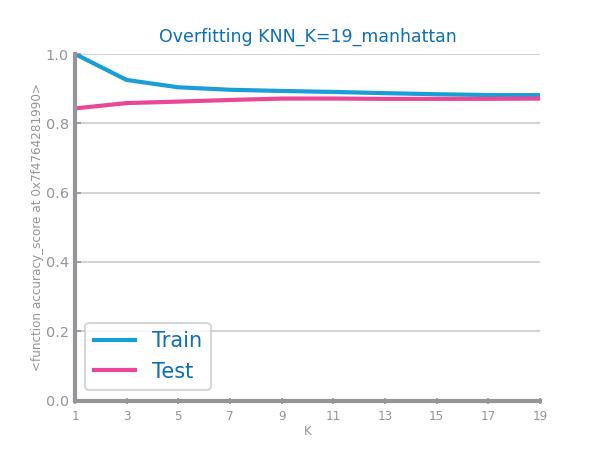 Overfitting KNN_K=19_manhattan
<function accuracy_score at 0x7f4764281990>
1.0
0.8
0.6
0.4
0.2
0.0
Train
Test
1 3 5 7 9 11 13 15 17 19
K